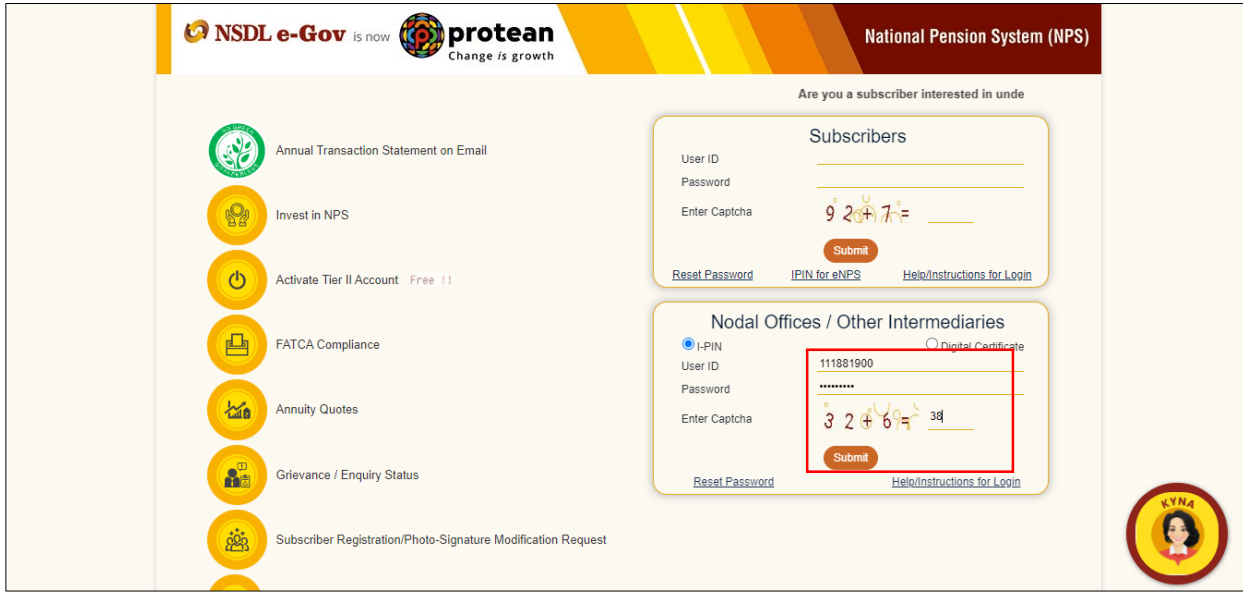 NSDL e-Gov is now protean
Change is growth
National Pension System (NPS)
Are you a subscriber interested in unde
Annual Transaction Statement on Email
Invest in NPS
Activate Tier II Account Free !!
FATCA Compliance
Annuity Quotes
Grievance / Enquiry Status
Subscriber Registration/Photo-Signature Modification Request
Subscribers
User ID
Password
Enter Captcha 9 2 + 7 =
Submit
Reset Password IPIN for eNPS Help/Instructions for Login
Nodal Offices / Other Intermediaries
I-PIN Digital Certificate
User ID 111881900
Password •••••••••
Enter Captcha 3 2 + 6 = 38
Submit
Reset Password Help/Instructions for Login
KYNA